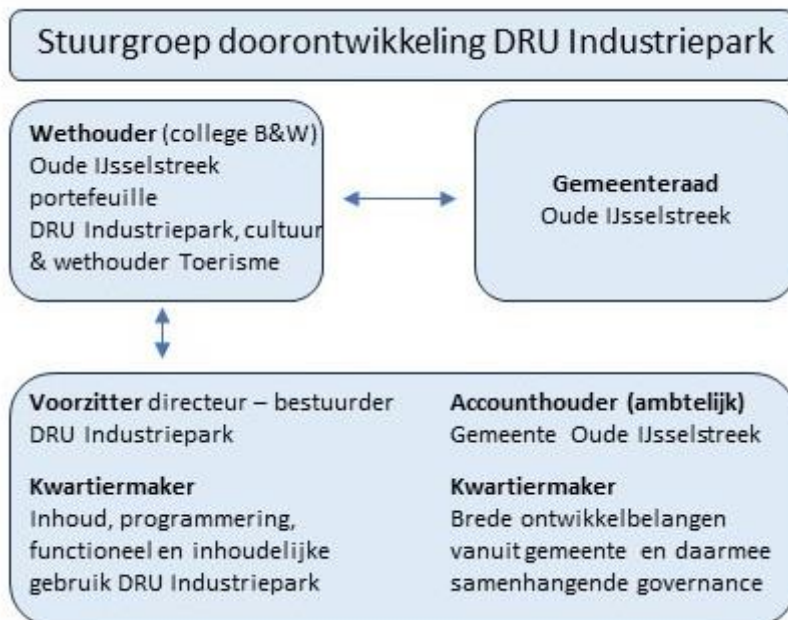 Stuurgroep doorontwikkeling DRU Industriepark
Wethouder (college B&W)
Oude IJsselstreek
portefeuille
DRU Industriepark, cultuur
& wethouder Toerisme
Gemeenteraad
Oude IJsselstreek
Voorzitter directeur – bestuurder
DRU Industriepark
Kwartiermaker
Inhoud, programmering,
functioneel en inhoudelijke
gebruik DRU Industriepark
Accounthouder (ambtelijk)
Gemeente Oude IJsselstreek
Kwartiermaker
Brede ontwikkelbelangen
vanuit gemeente en daarmee
samenhangende governance